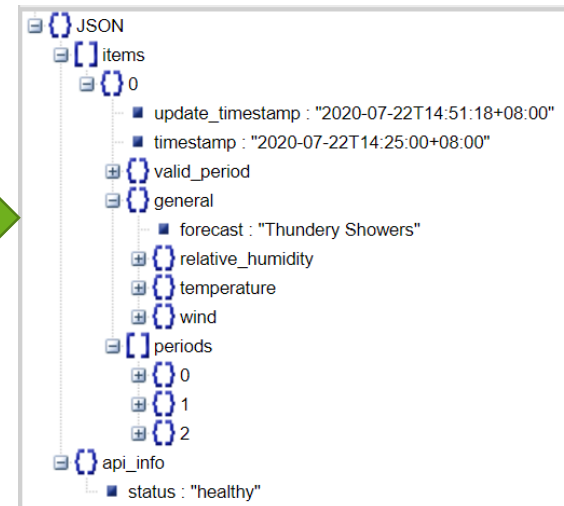 JSON
items
0
update_timestamp : "2020-07-22T14:51:18+08:00"
timestamp : "2020-07-22T14:25:00+08:00"
valid_period
general
forecast : "Thundery Showers"
relative_humidity
temperature
wind
periods
0
1
2
api_info
status : "healthy"